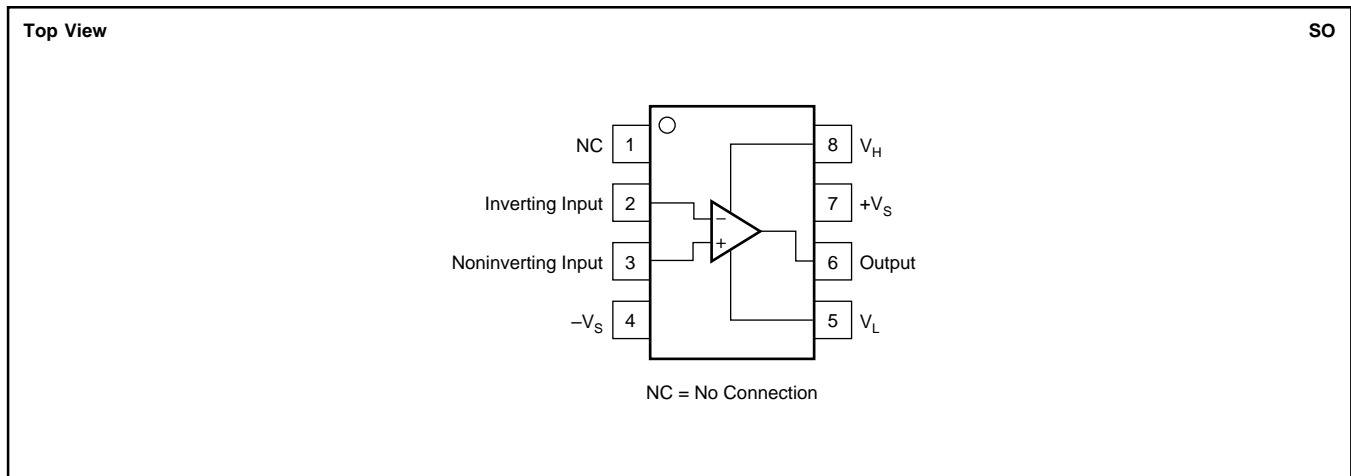 Top View SO
NC 1 8 V_H
Inverting Input 2 − 7 +V_S
Noninverting Input 3 + 6 Output
–V_S 4 5 V_L
NC = No Connection